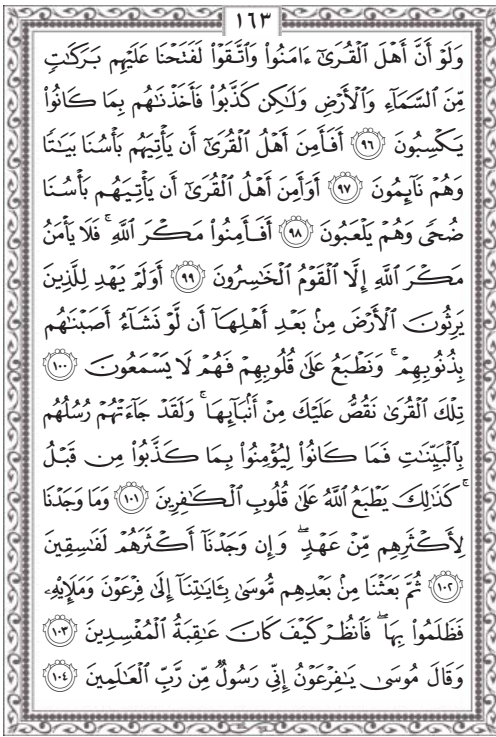 ١٦٣
وَلَوْ أَنَّ أَهْلَ ٱلْقُرَىٰٓ ءَامَنُوا۟ وَٱتَّقَوْا۟ لَفَتَحْنَا عَلَيْهِم بَرَكَٰتٍ
مِّنَ ٱلسَّمَآءِ وَٱلْأَرْضِ وَلَٰكِن كَذَّبُوا۟ فَأَخَذْنَٰهُم بِمَا كَانُوا۟
يَكْسِبُونَ ٩٦ أَفَأَمِنَ أَهْلُ ٱلْقُرَىٰٓ أَن يَأْتِيَهُم بَأْسُنَا بَيَٰتًا
وَهُمْ نَآئِمُونَ ٩٧ أَوَأَمِنَ أَهْلُ ٱلْقُرَىٰٓ أَن يَأْتِيَهُم بَأْسُنَا
ضُحًى وَهُمْ يَلْعَبُونَ ٩٨ أَفَأَمِنُوا۟ مَكْرَ ٱللَّهِ ۚ فَلَا يَأْمَنُ
مَكْرَ ٱللَّهِ إِلَّا ٱلْقَوْمُ ٱلْخَٰسِرُونَ ٩٩ أَوَلَمْ يَهْدِ لِلَّذِينَ
يَرِثُونَ ٱلْأَرْضَ مِنۢ بَعْدِ أَهْلِهَآ أَن لَّوْ نَشَآءُ أَصَبْنَٰهُم
بِذُنُوبِهِمْ ۚ وَنَطْبَعُ عَلَىٰ قُلُوبِهِمْ فَهُمْ لَا يَسْمَعُونَ ١٠٠
تِلْكَ ٱلْقُرَىٰ نَقُصُّ عَلَيْكَ مِنْ أَنۢبَآئِهَا ۚ وَلَقَدْ جَآءَتْهُمْ رُسُلُهُم
بِٱلْبَيِّنَٰتِ فَمَا كَانُوا۟ لِيُؤْمِنُوا۟ بِمَا كَذَّبُوا۟ مِن قَبْلُ
ۚ كَذَٰلِكَ يَطْبَعُ ٱللَّهُ عَلَىٰ قُلُوبِ ٱلْكَٰفِرِينَ ١٠١ وَمَا وَجَدْنَا
لِأَكْثَرِهِم مِّنْ عَهْدٍ ۖ وَإِن وَجَدْنَآ أَكْثَرَهُمْ لَفَٰسِقِينَ
١٠٢ ثُمَّ بَعَثْنَا مِنۢ بَعْدِهِم مُّوسَىٰ بِـَٔايَٰتِنَآ إِلَىٰ فِرْعَوْنَ وَمَلَإِي۟هِۦ
فَظَلَمُوا۟ بِهَا ۖ فَٱنظُرْ كَيْفَ كَانَ عَٰقِبَةُ ٱلْمُفْسِدِينَ ١٠٣
وَقَالَ مُوسَىٰ يَٰفِرْعَوْنُ إِنِّى رَسُولٌ مِّن رَّبِّ ٱلْعَٰلَمِينَ ١٠٤